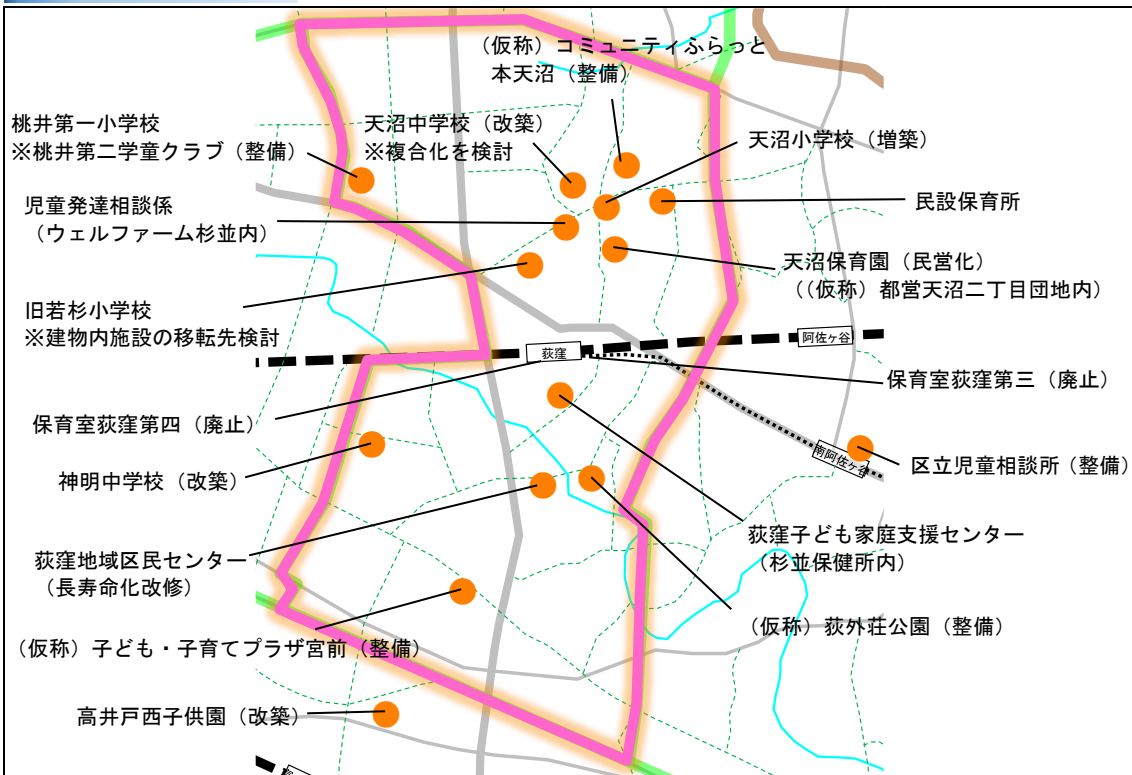 (仮称)コミュニティふらっと
本天沼(整備)
桃井第一小学校
※桃井第二学童クラブ(整備)
天沼中学校(改築)
※複合化を検討
天沼小学校(増築)
児童発達相談係
(ウェルファーム杉並内)
民設保育所
天沼保育園(民営化)
((仮称)都営天沼二丁目団地内)
旧若杉小学校
※建物内施設の移転先検討
阿佐ヶ谷
荻窪
保育室荻窪第三(廃止)
保育室荻窪第四(廃止)
南阿佐ヶ谷
区立児童相談所(整備)
神明中学校(改築)
荻窪子ども家庭支援センター
(杉並保健所内)
荻窪地域区民センター
(長寿命化改修)
(仮称)荻外荘公園(整備)
(仮称)子ども・子育てプラザ宮前(整備)
高井戸西子供園(改築)